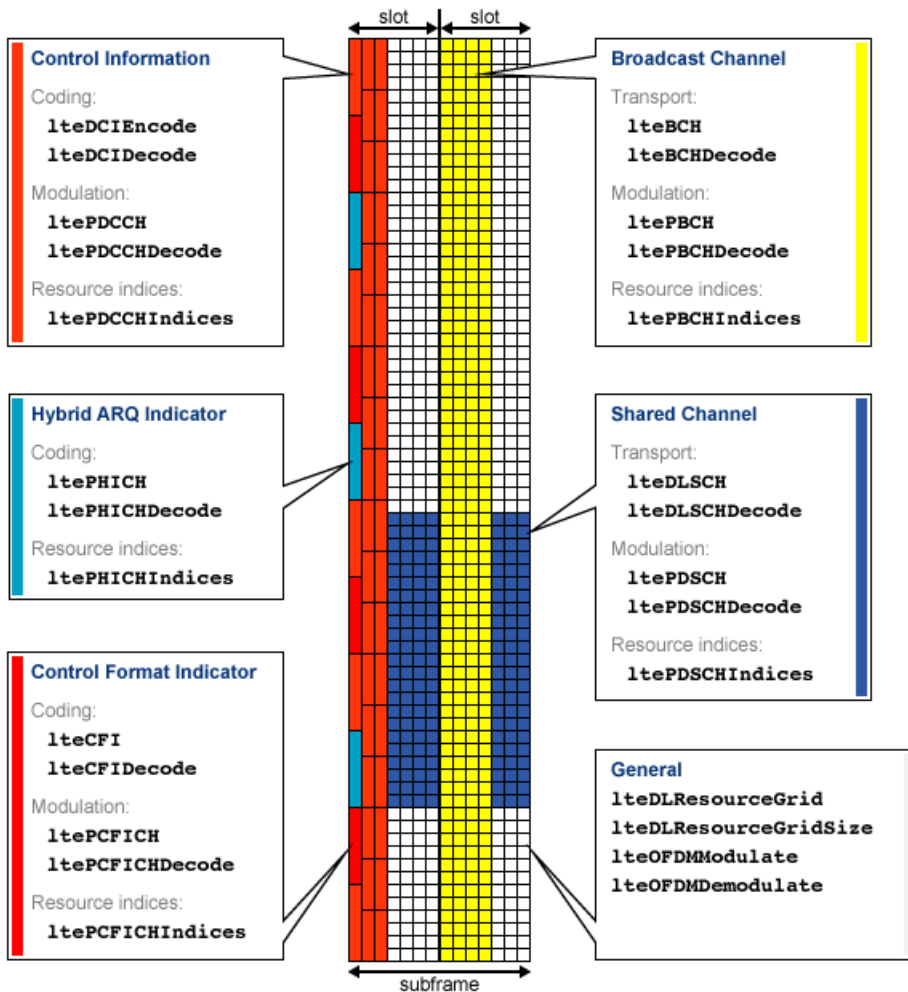 slot
slot
Control Information
Coding:
lteDCIEncode
lteDCIDecode
Modulation:
ltePDCCH
ltePDCCHDecode
Resource indices:
ltePDCCHIndices
Hybrid ARQ Indicator
Coding:
ltePHICH
ltePHICHDecode
Resource indices:
ltePHICHIndices
Control Format Indicator
Coding:
lteCFI
lteCFIDecode
Modulation:
ltePCFICH
ltePCFICHDecode
Resource indices:
ltePCFICHIndices
Broadcast Channel
Transport:
lteBCH
lteBCHDecode
Modulation:
ltePBCH
ltePBCHDecode
Resource indices:
ltePBCHIndices
Shared Channel
Transport:
lteDLSCH
lteDLSCHDecode
Modulation:
ltePDSCH
ltePDSCHDecode
Resource indices:
ltePDSCHIndices
General
lteDLResourceGrid
lteDLResourceGridSize
lteOFDMModulate
lteOFDMDemodulate
subframe